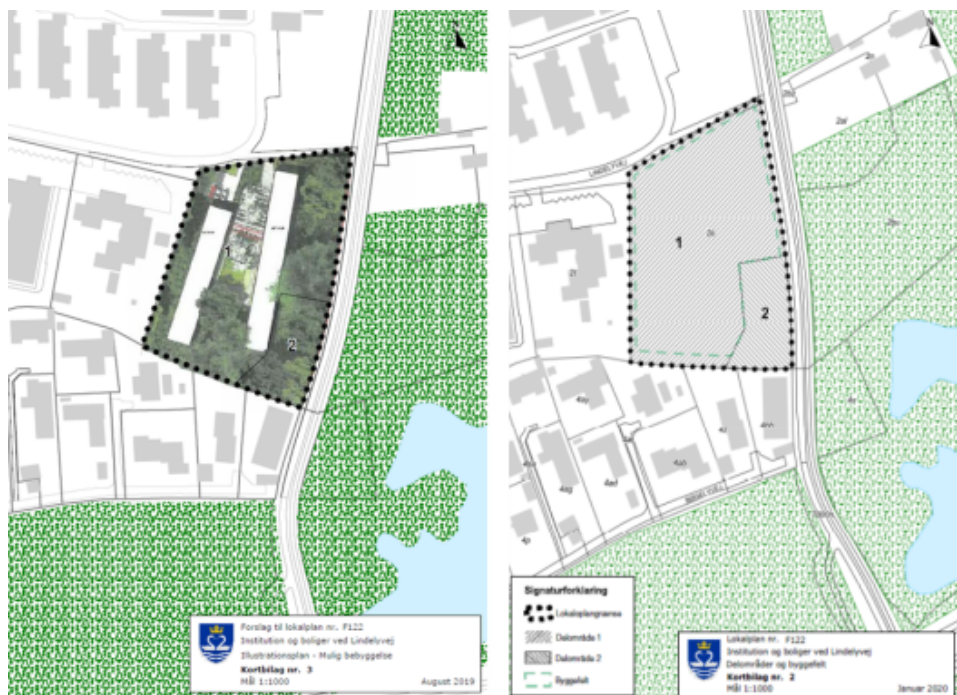 N
1
2
Forslag til lokalplan nr. F122
Institution og boliger ved Lindelyvej
Illustrationsplan - Mulig bebyggelse
Kortbilag nr. 3
Mål 1:1000 August 2019
N
LINDELYVEJ
1
2
Signaturforklaring
Lokalplangrænse
Delområde 1
Delområde 2
Byggefelt
Lokalplan nr. F122
Institution og boliger ved Lindelyvej
Delområder og byggefelt
Kortbilag nr. 2
Mål 1:1000 Januar 2020